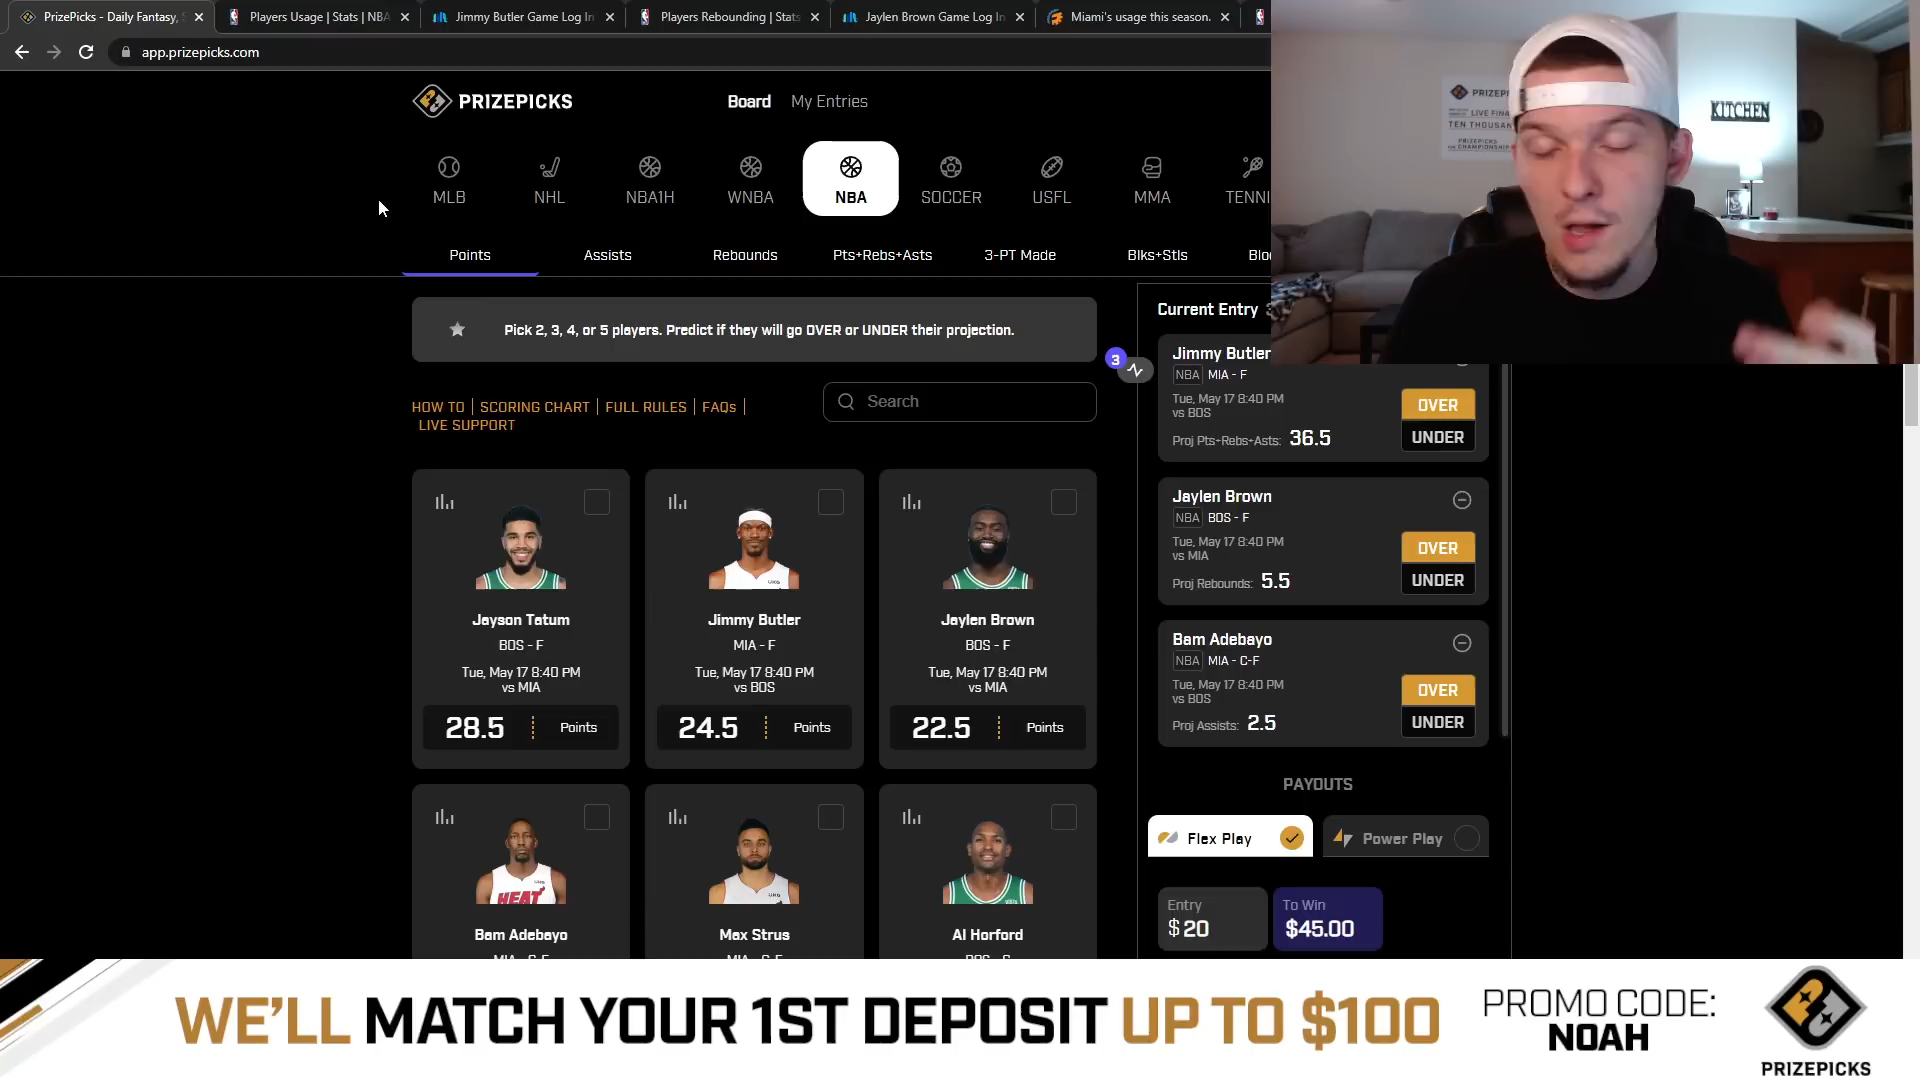 PrizePicks - Daily Fantasy, S
Players Usage | Stats | NBA
Jimmy Butler Game Log In
Players Rebounding | Stats
Jaylen Brown Game Log In
Miami's usage this season.
app.prizepicks.com
PRIZEPICKS
Board
My Entries
MLB
NHL
NBA1H
WNBA
NBA
SOCCER
USFL
MMA
TENNI
Points
Assists
Rebounds
Pts+Rebs+Asts
3-PT Made
Blks+Stls
Blo
Pick 2, 3, 4, or 5 players. Predict if they will go OVER or UNDER their projection.
HOW TO | SCORING CHART | FULL RULES | FAQs |
LIVE SUPPORT
Search
Jayson Tatum
BOS - F
Tue, May 17 8:40 PM
vs MIA
28.5 Points
Jimmy Butler
MIA - F
Tue, May 17 8:40 PM
vs BOS
24.5 Points
Jaylen Brown
BOS - F
Tue, May 17 8:40 PM
vs MIA
22.5 Points
HEAT
Bam Adebayo
MIA - C-F
Max Strus
Al Horford
3
Current Entry
Jimmy Butler
NBA MIA - F
Tue, May 17 8:40 PM
vs BOS
Proj Pts+Rebs+Asts: 36.5
OVER
UNDER
Jaylen Brown
NBA BOS - F
Tue, May 17 8:40 PM
vs MIA
Proj Rebounds: 5.5
OVER
UNDER
Bam Adebayo
NBA MIA - C-F
Tue, May 17 8:40 PM
vs BOS
Proj Assists: 2.5
OVER
UNDER
PAYOUTS
Flex Play
Power Play
Entry
$ 20
To Win
$45.00
KITCHEN
PRIZEP
LIVE FINA
TEN THOUSAN
PRIZEPICKS
CHAMPIONSH
WE'LL MATCH YOUR 1ST DEPOSIT UP TO $100
PROMO CODE:
NOAH
PRIZEPICKS